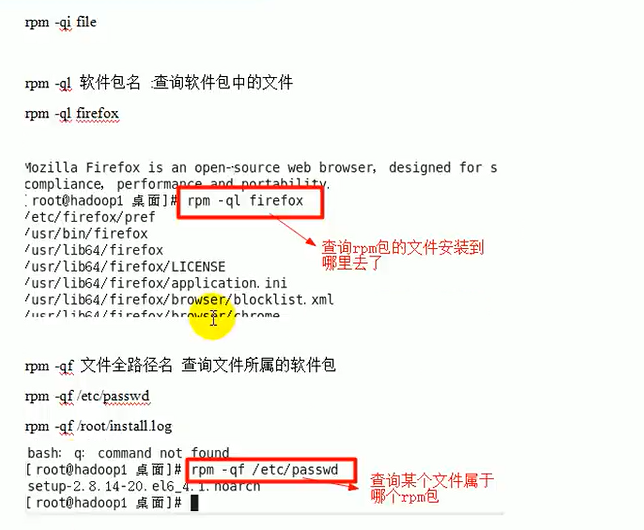 rpm -qi file
rpm -ql 软件包名 :查询软件包中的文件
rpm -ql firefox
Mozilla Firefox is an open-source web browser, designed for s
compliance, performance and portability.
[root@hadoop1 桌面]# rpm -ql firefox
/etc/firefox/pref
/usr/bin/firefox
/usr/lib64/firefox
/usr/lib64/firefox/LICENSE
/usr/lib64/firefox/application.ini
/usr/lib64/firefox/browser/blocklist.xml
/usr/lib64/firefox/browser/chrome
查询rpm包的文件安装到
哪里去了
rpm -qf 文件全路径名 查询文件所属的软件包
rpm -qf /etc/passwd
rpm -qf /root/install.log
bash: q: command not found
[root@hadoop1 桌面]# rpm -qf /etc/passwd
setup-2.8.14-20.el6_4.1.noarch
[root@hadoop1 桌面]#
查询某个文件属于
哪个rpm包